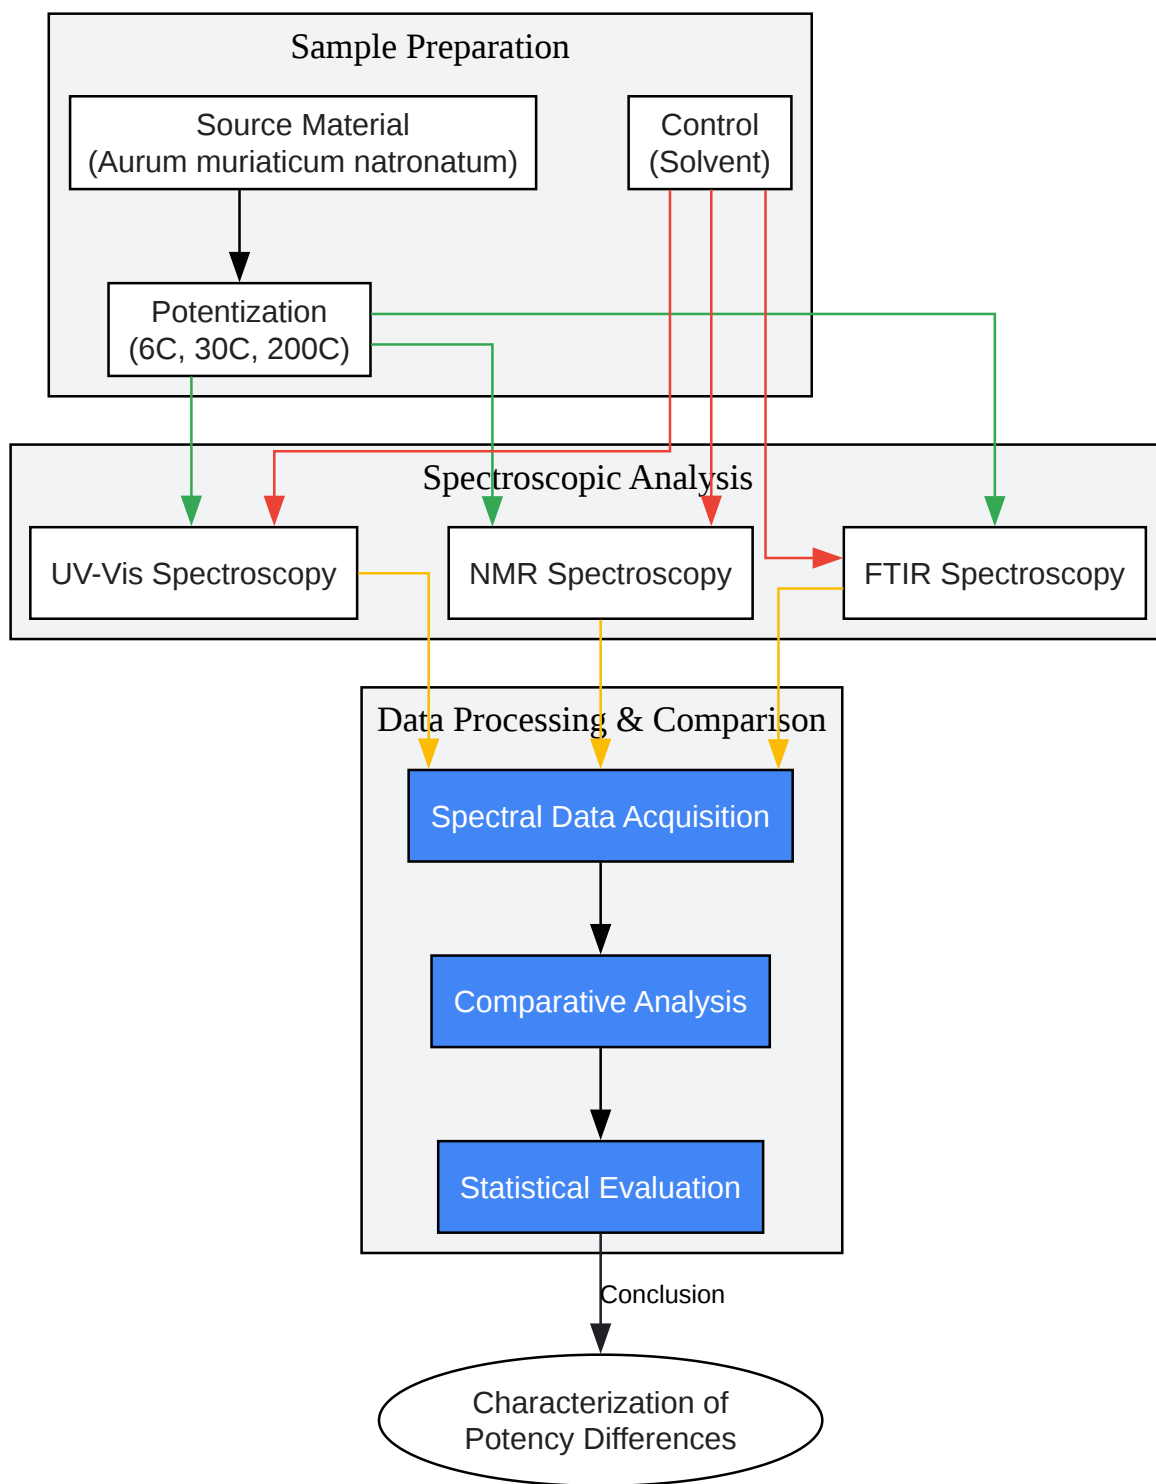 Sample Preparation
Source Material
(Aurum muriaticum natronatum)
Control
(Solvent)
Potentization
(6C, 30C, 200C)
Spectroscopic Analysis
UV-Vis Spectroscopy
NMR Spectroscopy
FTIR Spectroscopy
Data Processing & Comparison
Spectral Data Acquisition
Comparative Analysis
Statistical Evaluation
Conclusion
Characterization of
Potency Differences